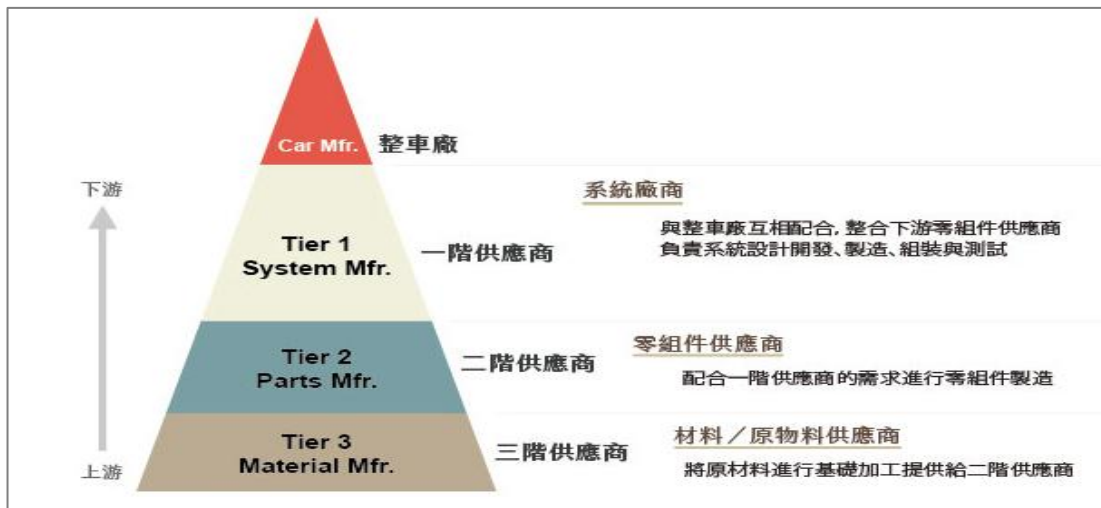 Car Mfr.
整車廠
下游
系統廠商
與整車廠互相配合, 整合下游零組件供應商
負責系統設計開發、製造、組裝與測試
Tier 1
System Mfr.
一階供應商
零組件供應商
Tier 2
Parts Mfr.
二階供應商
配合一階供應商的需求進行零組件製造
材料／原物料供應商
Tier 3
Material Mfr.
三階供應商
上游
將原材料進行基礎加工提供給二階供應商